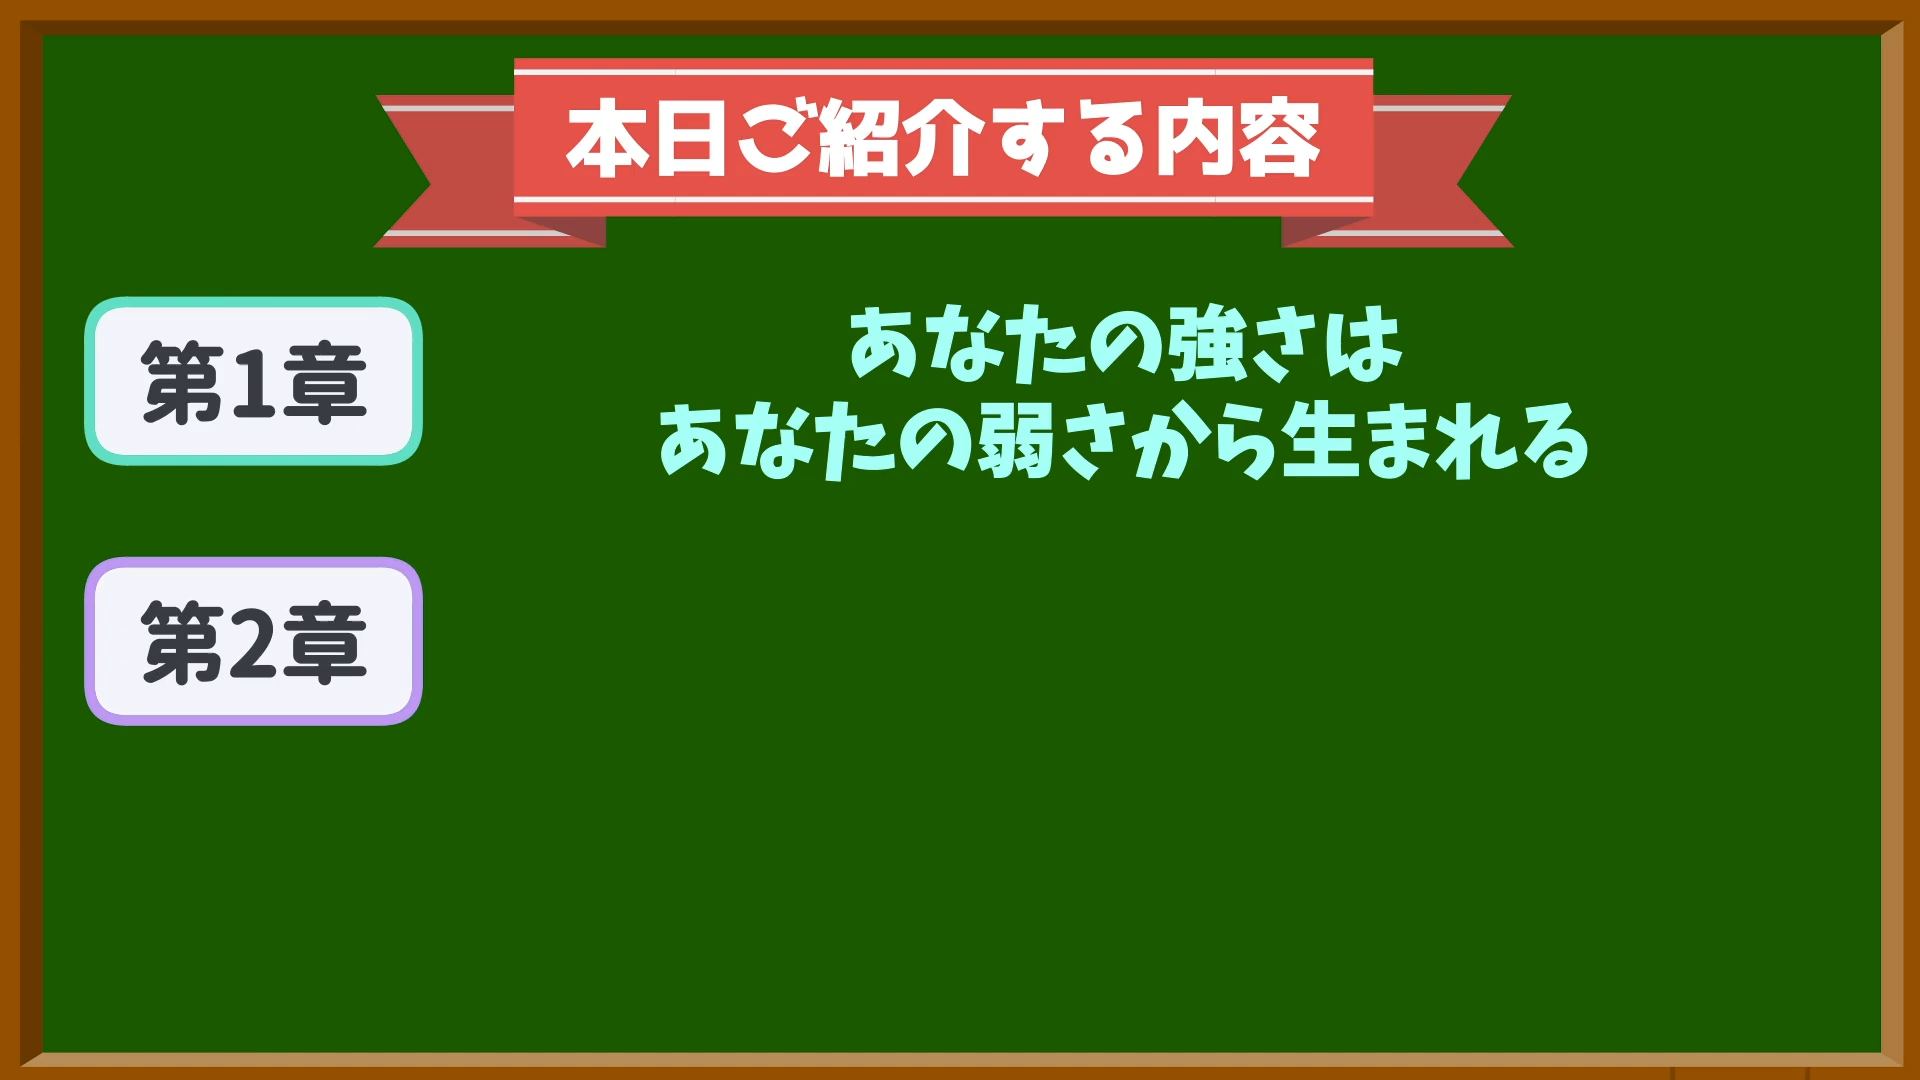 本日ご紹介する内容
第1章
あなたの強さは
あなたの弱さから生まれる
第2章